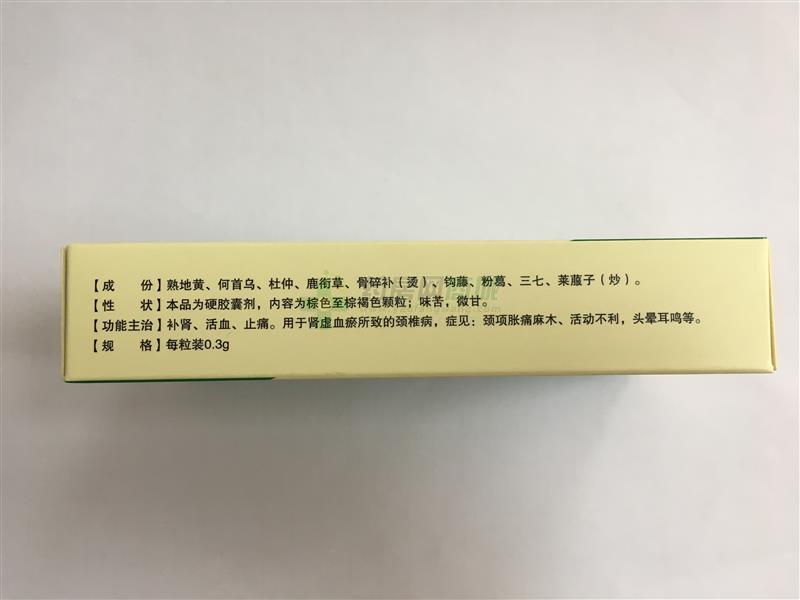 【成　份】熟地黄、何首乌、杜仲、鹿衔草、骨碎补（烫）、钩藤、粉葛、三七、莱菔子（炒）。
【性　状】本品为硬胶囊剂，内容为棕色至棕褐色颗粒；味苦，微甘。
【功能主治】补肾、活血、止痛。用于肾虚血瘀所致的颈椎病，症见：颈项胀痛麻木、活动不利，头晕耳鸣等。
【规　格】每粒装0.3g